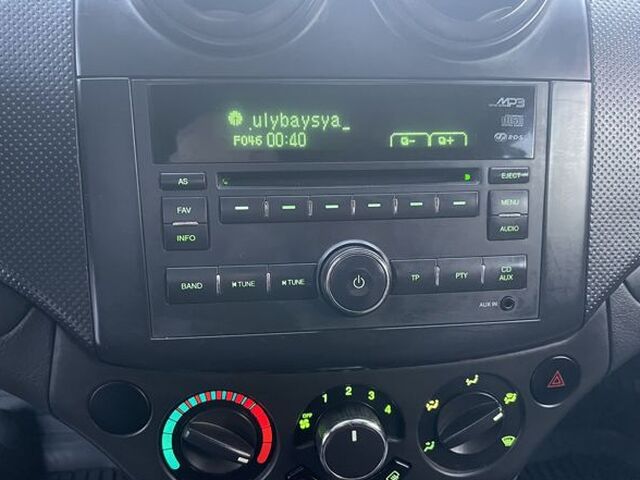 MP3
ulybaysya_
RDS
F046 00:40
AS
EJECT
FAV
MENU
INFO
AUDIO
BAND
TUNE
TUNE
TP
PTY
CD
AUX
AUX IN
OFF
1
2
3
4